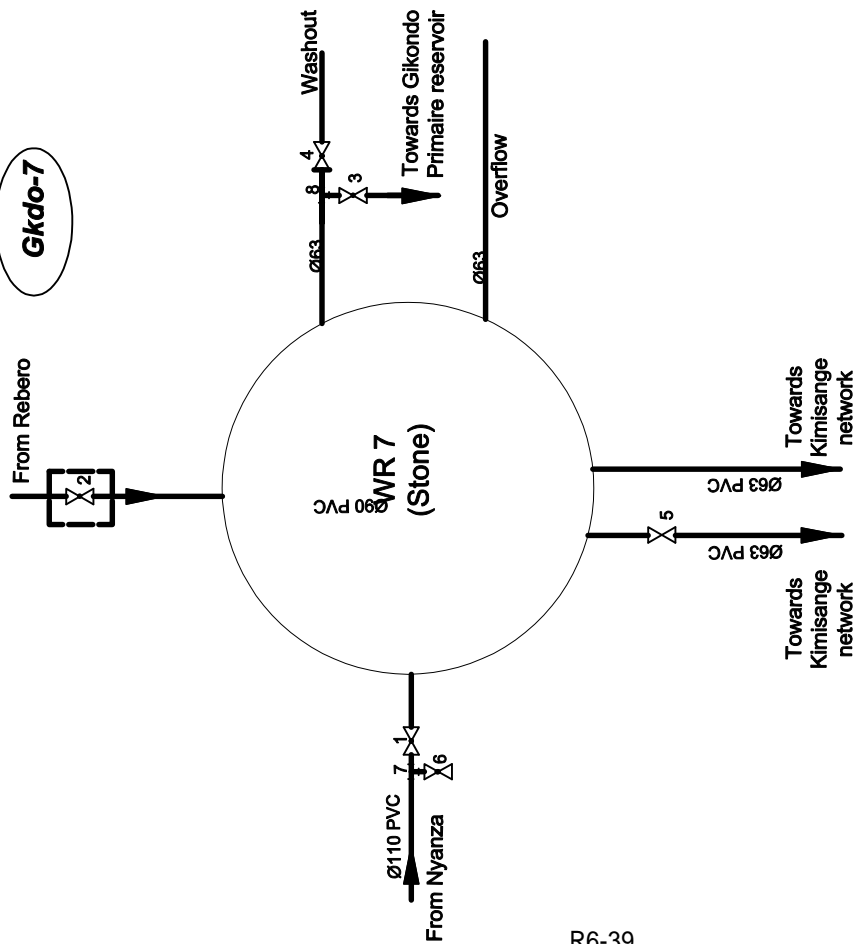 Gkdo-7
From Rebero
2
Washout
4
8
3
Ø63
Towards Gikondo
Primaire reservoir
Overflow
Ø63
Ø90 PVC
WR 7
(Stone)
1
7
6
Ø110 PVC
From Nyanza
5
Ø63 PVC
Ø63 PVC
Towards
Kimisange
network
Towards
Kimisange
network
R6-39